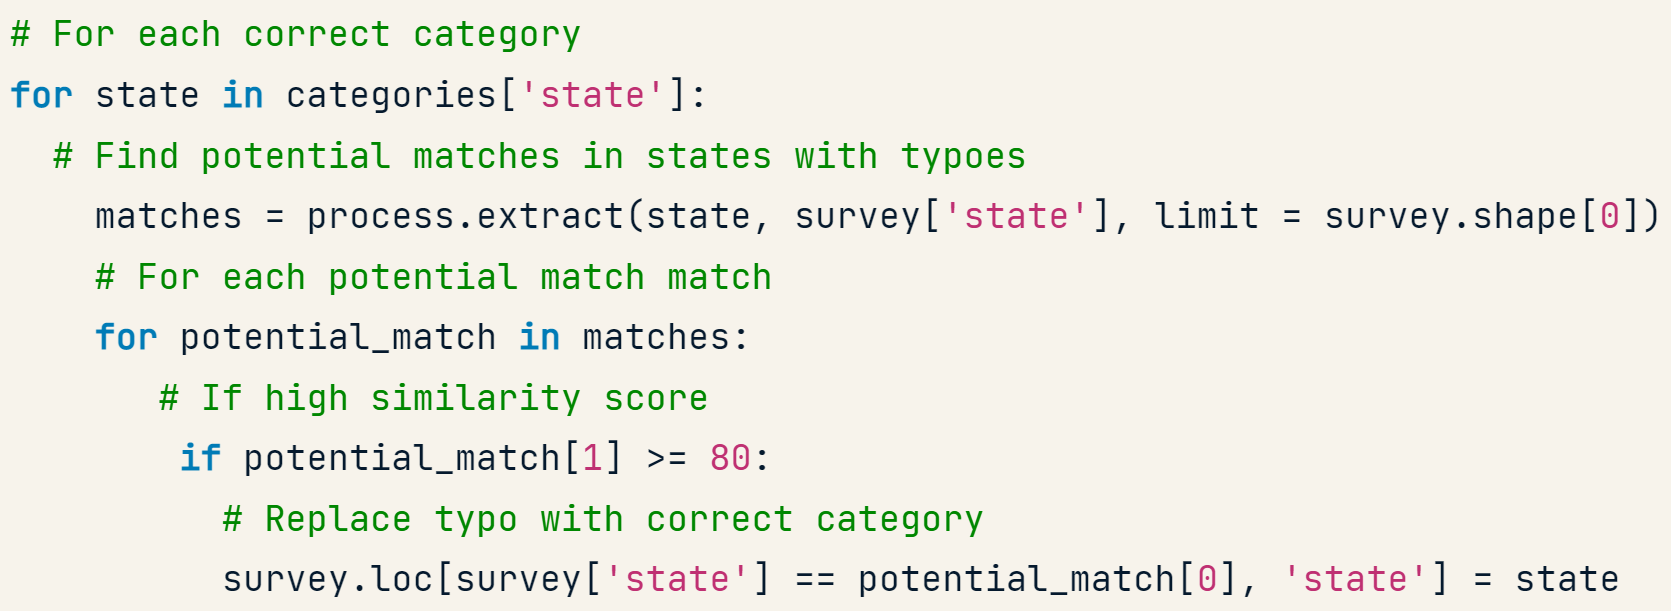 # For each correct category
for state in categories['state']:
  # Find potential matches in states with typoes
    matches = process.extract(state, survey['state'], limit = survey.shape[0])
    # For each potential match match
    for potential_match in matches:
       # If high similarity score
        if potential_match[1] >= 80:
          # Replace typo with correct category
          survey.loc[survey['state'] == potential_match[0], 'state'] = state